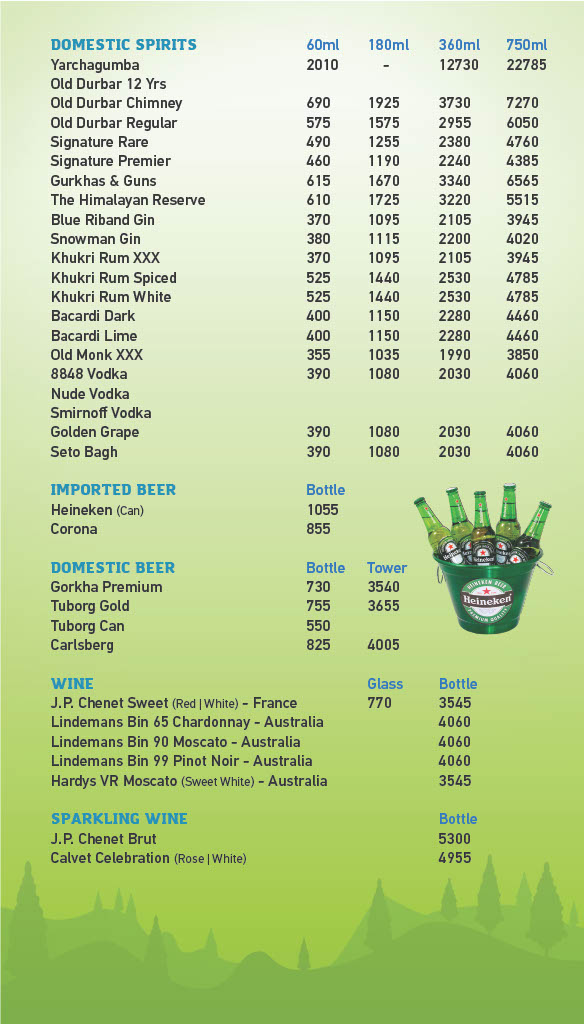 DOMESTIC SPIRITS 60ml 180ml 360ml 750ml
Yarchagumba 2010 - 12730 22785
Old Durbar 12 Yrs
Old Durbar Chimney 690 1925 3730 7270
Old Durbar Regular 575 1575 2955 6050
Signature Rare 490 1255 2380 4760
Signature Premier 460 1190 2240 4385
Gurkhas & Guns 615 1670 3340 6565
The Himalayan Reserve 610 1725 3220 5515
Blue Riband Gin 370 1095 2105 3945
Snowman Gin 380 1115 2200 4020
Khukri Rum XXX 370 1095 2105 3945
Khukri Rum Spiced 525 1440 2530 4785
Khukri Rum White 525 1440 2530 4785
Bacardi Dark 400 1150 2280 4460
Bacardi Lime 400 1150 2280 4460
Old Monk XXX 355 1035 1990 3850
8848 Vodka 390 1080 2030 4060
Nude Vodka
Smirnoff Vodka
Golden Grape 390 1080 2030 4060
Seto Bagh 390 1080 2030 4060
IMPORTED BEER Bottle
Heineken (Can) 1055
Corona 855
DOMESTIC BEER Bottle Tower
Gorkha Premium 730 3540
Tuborg Gold 755 3655
Tuborg Can 550
Carlsberg 825 4005
HEINEKEN BEER
Heineken
PREMIUM QUALITY
WINE Glass Bottle
J.P. Chenet Sweet (Red | White) - France 770 3545
Lindemans Bin 65 Chardonnay - Australia 4060
Lindemans Bin 90 Moscato - Australia 4060
Lindemans Bin 99 Pinot Noir - Australia 4060
Hardys VR Moscato (Sweet White) - Australia 3545
SPARKLING WINE Bottle
J.P. Chenet Brut 5300
Calvet Celebration (Rose | White) 4955